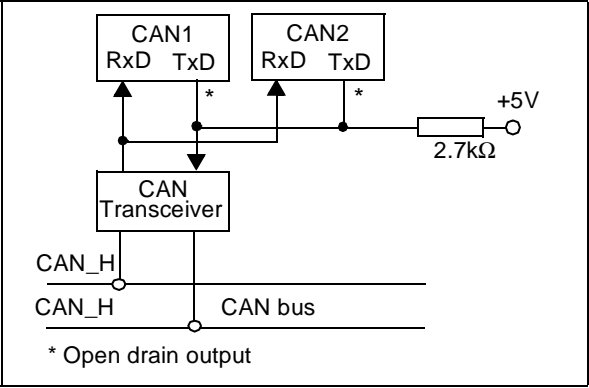 CAN1
RxD TxD
*
CAN2
RxD TxD
*
+5V
2.7kΩ
CAN
Transceiver
CAN_H
CAN_H
CAN bus
* Open drain output